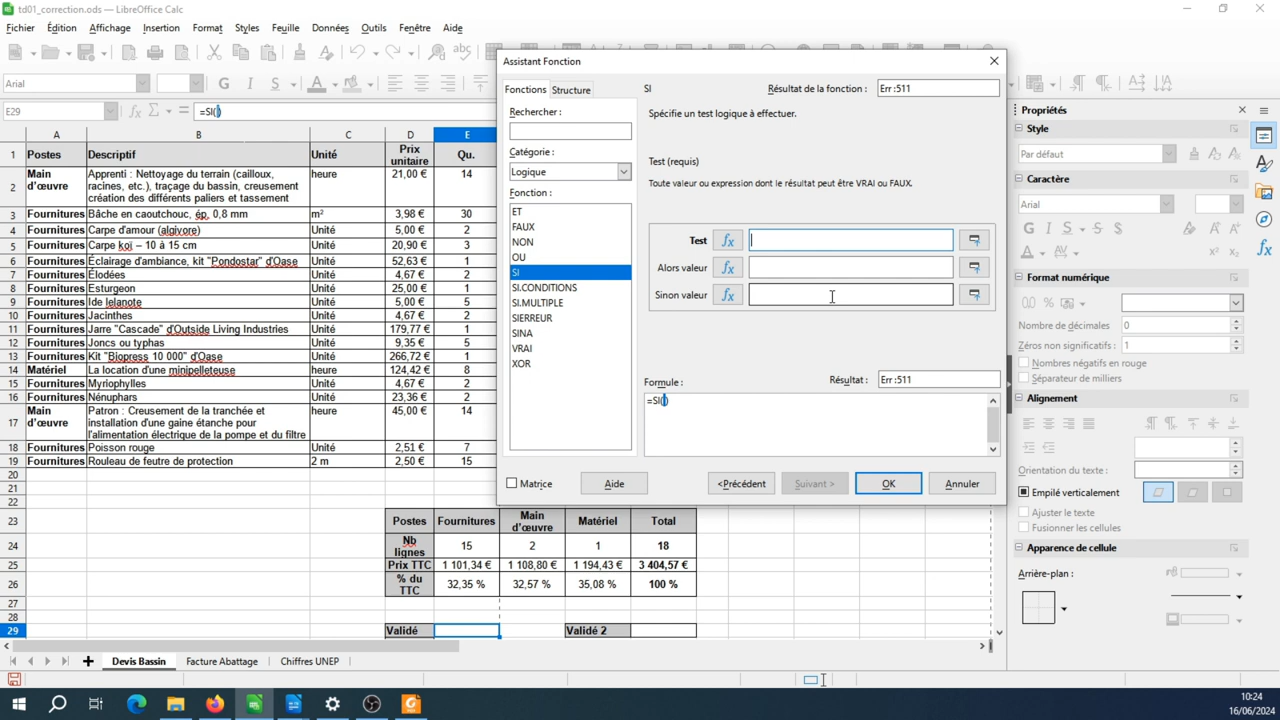 td01_correction.ods — LibreOffice Calc
Fichier Édition Affichage Insertion Format Styles Feuille Données Outils Fenêtre Aide
Arial
G I S
E29 =SI()
A B C D E
1 Postes Descriptif Unité Prix unitaire Qu.
2 Main d'œuvre Apprenti : Nettoyage du terrain (cailloux, racines, etc.), traçage du bassin, creusement création des différents paliers et tassement heure 21,00 € 14
3 Fournitures Bâche en caoutchouc, ép. 0,8 mm m² 3,98 € 30
4 Fournitures Carpe d'amour (algivore) Unité 5,00 € 2
5 Fournitures Carpe koi – 10 à 15 cm Unité 20,90 € 3
6 Fournitures Éclairage d'ambiance, kit "Pondostar" d'Oase Unité 52,63 € 1
7 Fournitures Élodées Unité 4,67 € 2
8 Fournitures Esturgeon Unité 25,00 € 1
9 Fournitures Ide lelanote Unité 5,00 € 5
10 Fournitures Jacinthes Unité 4,67 € 2
11 Fournitures Jarre "Cascade" d'Outside Living Industries Unité 179,77 € 1
12 Fournitures Joncs ou typhas Unité 9,35 € 5
13 Fournitures Kit "Biopress 10 000" d'Oase Unité 266,72 € 1
14 Matériel La location d'une minipelleteuse heure 124,42 € 8
15 Fournitures Myriophylles Unité 4,67 € 2
16 Fournitures Nénuphars Unité 23,36 € 2
17 Main d'œuvre Patron : Creusement de la tranchée et installation d'une gaine étanche pour l'alimentation électrique de la pompe et du filtre heure 45,00 € 14
18 Fournitures Poisson rouge Unité 2,51 € 7
19 Fournitures Rouleau de feutre de protection 2 m 2,50 € 15
20
21
22
23 Postes Fournitures Main d'œuvre Matériel Total
24 Nb lignes 15 2 1 18
25 Prix TTC 1 101,34 € 1 108,80 € 1 194,43 € 3 404,57 €
26 % du TTC 32,35 % 32,57 % 35,08 % 100 %
27
28
29 Validé Validé 2
Devis Bassin Facture Abattage Chiffres UNEP
Assistant Fonction
Fonctions Structure
Rechercher :
Catégorie :
Logique
Fonction :
ET
FAUX
NON
OU
SI
SI.CONDITIONS
SI.MULTIPLE
SIERREUR
SINA
VRAI
XOR
SI Résultat de la fonction : Err :511
Spécifie un test logique à effectuer.
Test (requis)
Toute valeur ou expression dont le résultat peut être VRAI ou FAUX.
Test fx
Alors valeur fx
Sinon valeur fx
Formule : Résultat : Err :511
=SI()
Matrice Aide <Précédent Suivant > OK Annuler
Propriétés
Style
Par défaut
Caractère
Arial
G I S S A
Format numérique
Nombre de décimales 0
Zéros non significatifs : 1
Nombres négatifs en rouge
Séparateur de milliers
Alignement
Orientation du texte :
Empilé verticalement
Ajuster le texte
Fusionner les cellules
Apparence de cellule
Arrière-plan :
10:24
16/06/2024